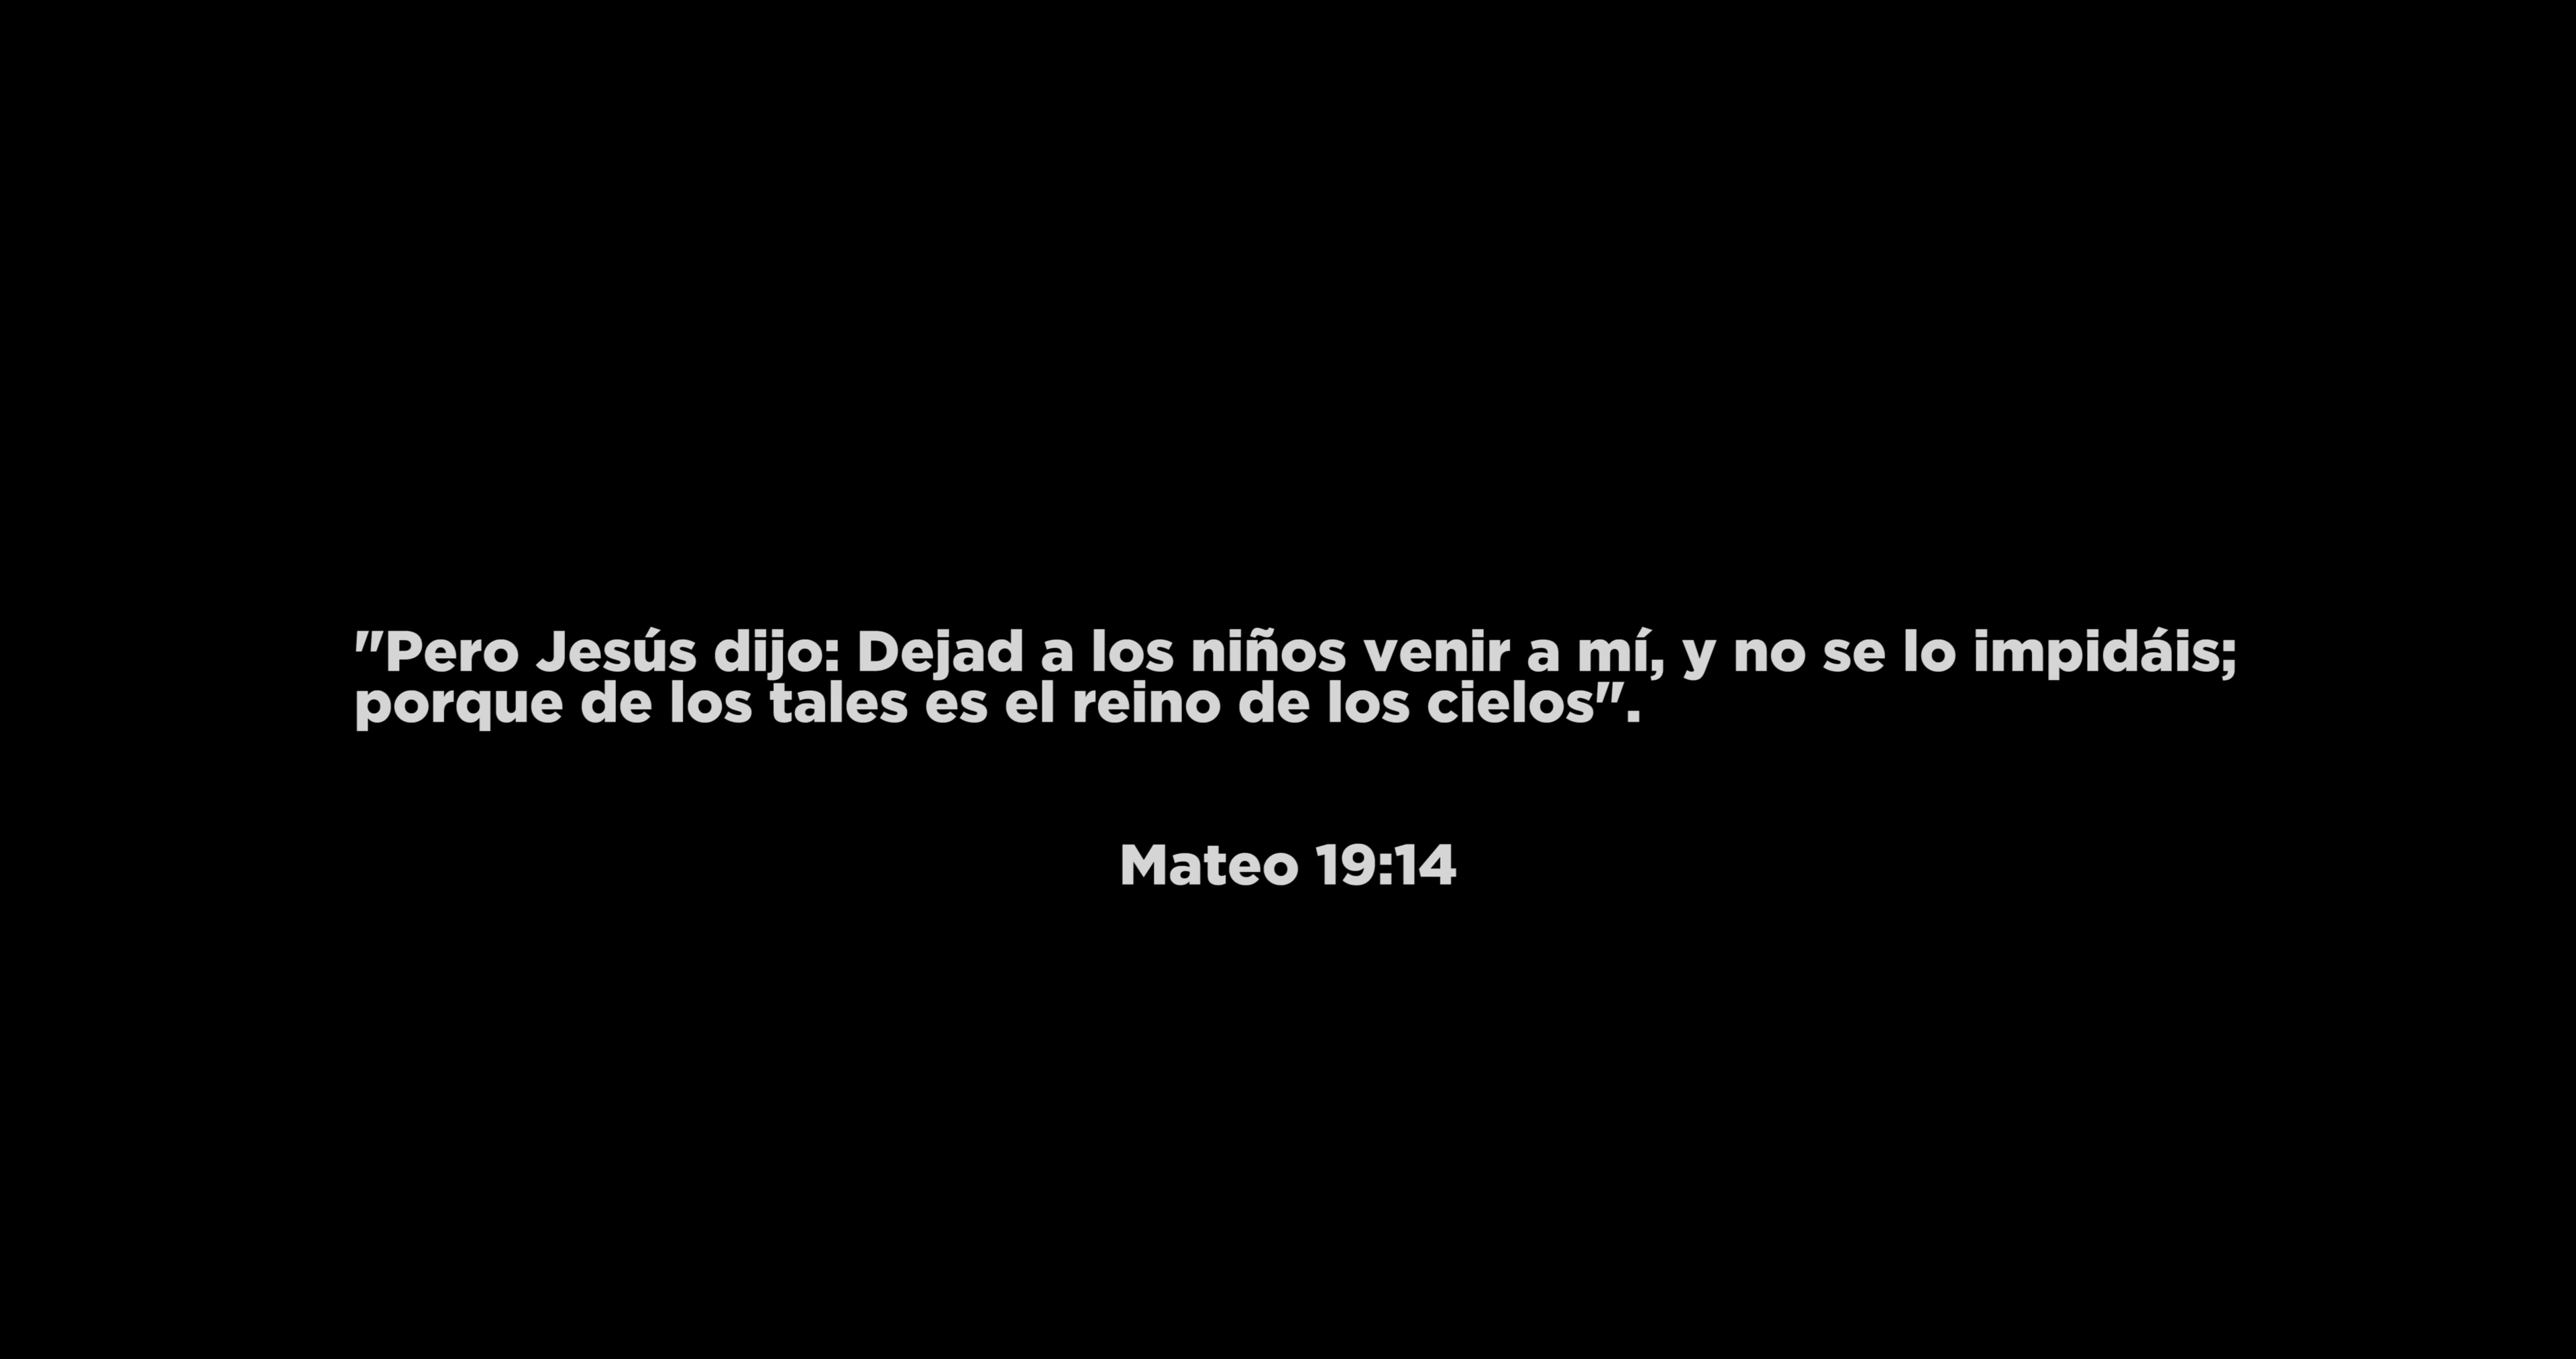 "Pero Jesús dijo: Dejad a los niños venir a mí, y no se lo impidáis;
porque de los tales es el reino de los cielos".
Mateo 19:14